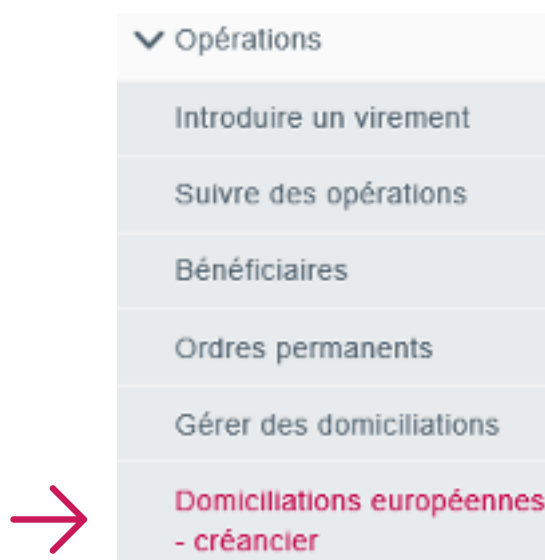 Opérations
Introduire un virement
Suivre des opérations
Bénéficiaires
Ordres permanents
Gérer des domiciliations
Domiciliations européennes
- créancier